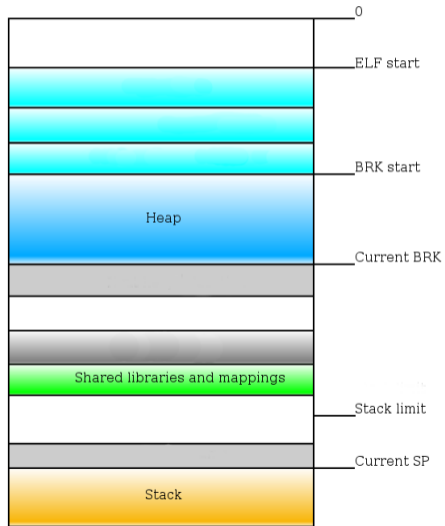 0
ELF start
BRK start
Heap
Current BRK
Shared libraries and mappings
Stack limit
Current SP
Stack